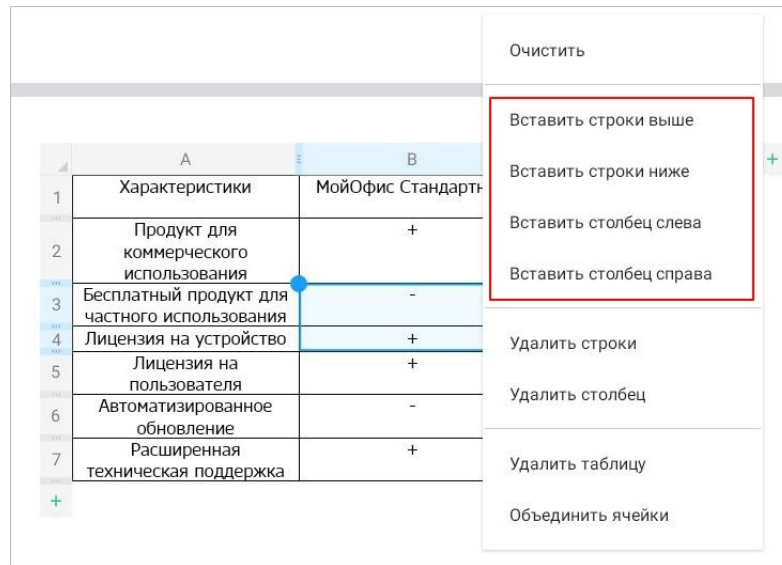 Очистить
Вставить строки выше
Вставить строки ниже
Вставить столбец слева
Вставить столбец справа
Удалить строки
Удалить столбец
Удалить таблицу
Объединить ячейки
A B
+
1 Характеристики МойОфис Стандартн
2 Продукт для +
коммерческого
использования
3 Бесплатный продукт для -
частного использования
4 Лицензия на устройство +
5 Лицензия на +
пользователя
6 Автоматизированное -
обновление
7 Расширенная +
техническая поддержка
+